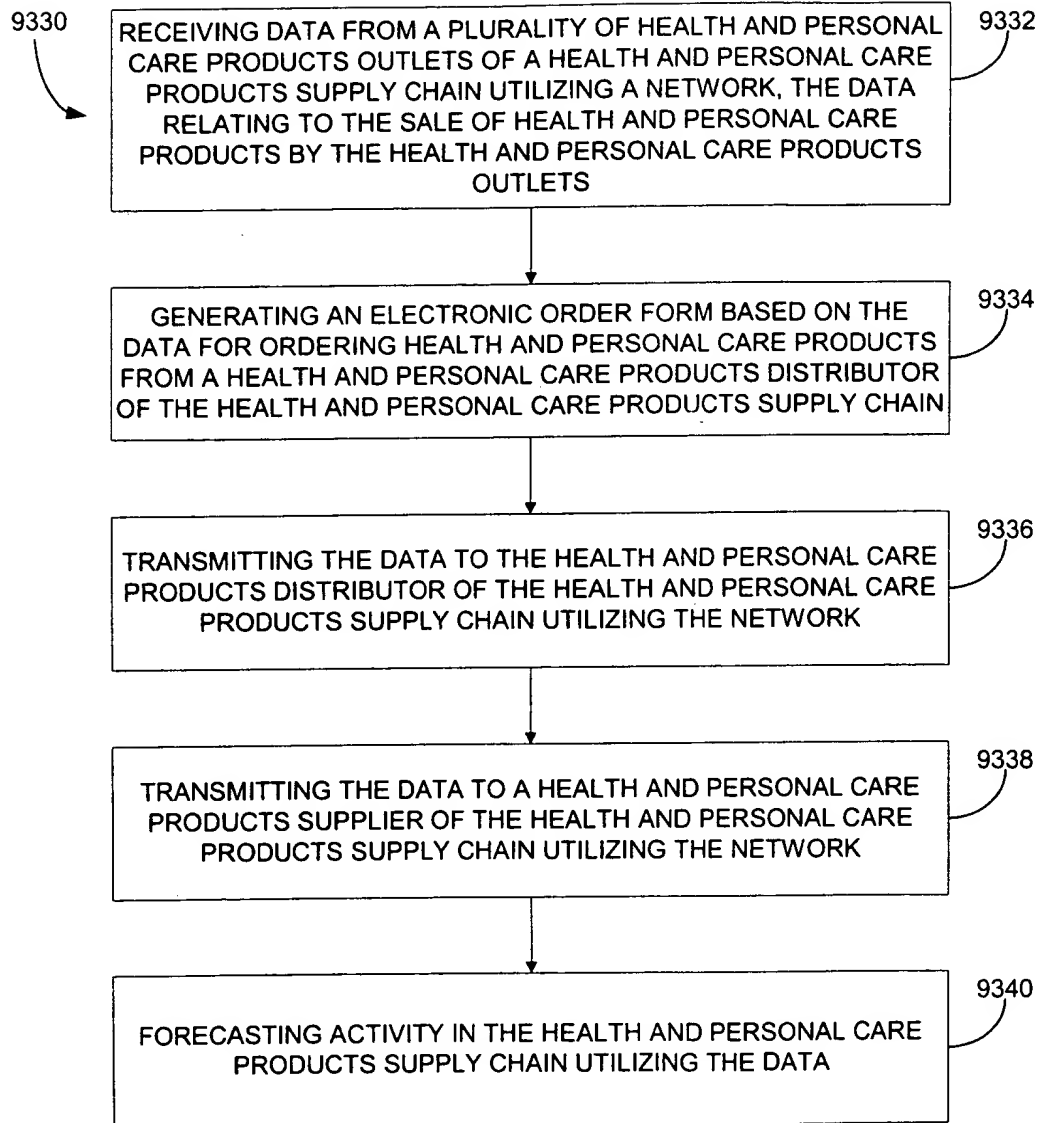 9330
RECEIVING DATA FROM A PLURALITY OF HEALTH AND PERSONAL
CARE PRODUCTS OUTLETS OF A HEALTH AND PERSONAL CARE
PRODUCTS SUPPLY CHAIN UTILIZING A NETWORK, THE DATA
RELATING TO THE SALE OF HEALTH AND PERSONAL CARE
PRODUCTS BY THE HEALTH AND PERSONAL CARE PRODUCTS
OUTLETS
9332
GENERATING AN ELECTRONIC ORDER FORM BASED ON THE
DATA FOR ORDERING HEALTH AND PERSONAL CARE PRODUCTS
FROM A HEALTH AND PERSONAL CARE PRODUCTS DISTRIBUTOR
OF THE HEALTH AND PERSONAL CARE PRODUCTS SUPPLY CHAIN
9334
TRANSMITTING THE DATA TO THE HEALTH AND PERSONAL CARE
PRODUCTS DISTRIBUTOR OF THE HEALTH AND PERSONAL CARE
PRODUCTS SUPPLY CHAIN UTILIZING THE NETWORK
9336
TRANSMITTING THE DATA TO A HEALTH AND PERSONAL CARE
PRODUCTS SUPPLIER OF THE HEALTH AND PERSONAL CARE
PRODUCTS SUPPLY CHAIN UTILIZING THE NETWORK
9338
FORECASTING ACTIVITY IN THE HEALTH AND PERSONAL CARE
PRODUCTS SUPPLY CHAIN UTILIZING THE DATA
9340